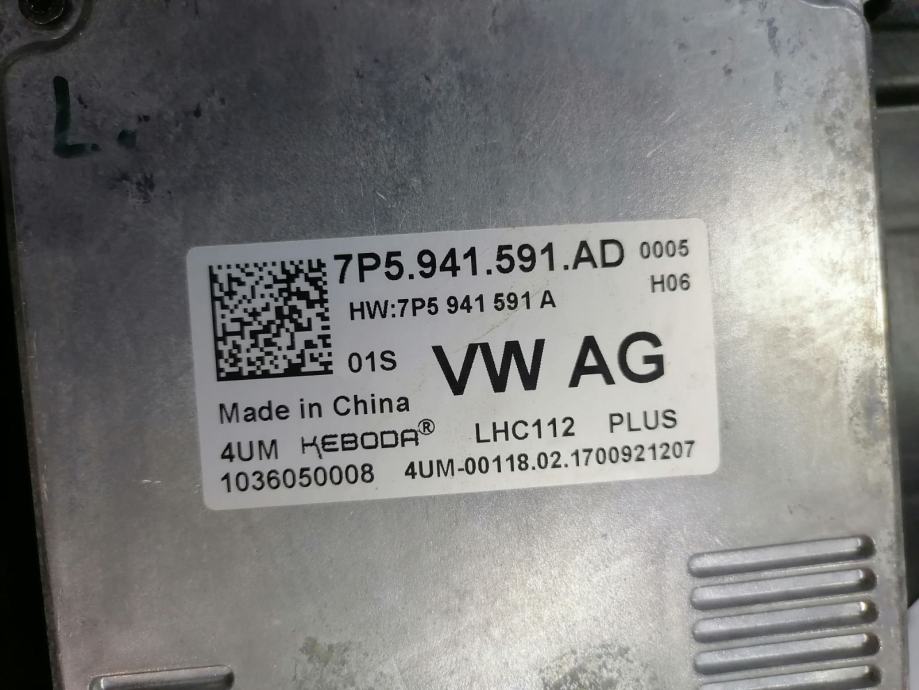 L.
7P5.941.591.AD 0005
HW:7P5 941 591 A H06
01S VW AG
Made in China
4UM KEBODA® LHC112 PLUS
1036050008 4UM-00118.02.1700921207